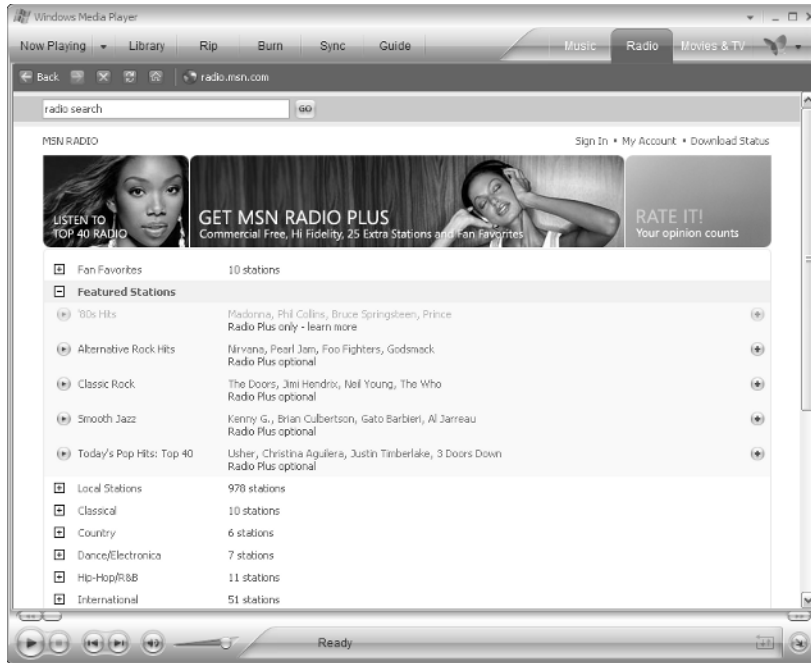 Windows Media Player
Now Playing Library Rip Burn Sync Guide Music Radio Movies & TV
Back radio.msn.com
radio search GO
MSN RADIO Sign In • My Account • Download Status
LISTEN TO
TOP 40 RADIO
GET MSN RADIO PLUS
Commercial Free, Hi Fidelity, 25 Extra Stations and Fan Favorites
RATE IT!
Your opinion counts
Fan Favorites 10 stations
Featured Stations
'80s Hits Madonna, Phil Collins, Bruce Springsteen, Prince
Radio Plus only - learn more
Alternative Rock Hits Nirvana, Pearl Jam, Foo Fighters, Godsmack
Radio Plus optional
Classic Rock The Doors, Jimi Hendrix, Neil Young, The Who
Radio Plus optional
Smooth Jazz Kenny G., Brian Culbertson, Gato Barbieri, Al Jarreau
Radio Plus optional
Today's Pop Hits: Top 40 Usher, Christina Aguilera, Justin Timberlake, 3 Doors Down
Radio Plus optional
Local Stations 978 stations
Classical 10 stations
Country 6 stations
Dance/Electronica 7 stations
Hip-Hop/R&B 11 stations
International 51 stations
Ready